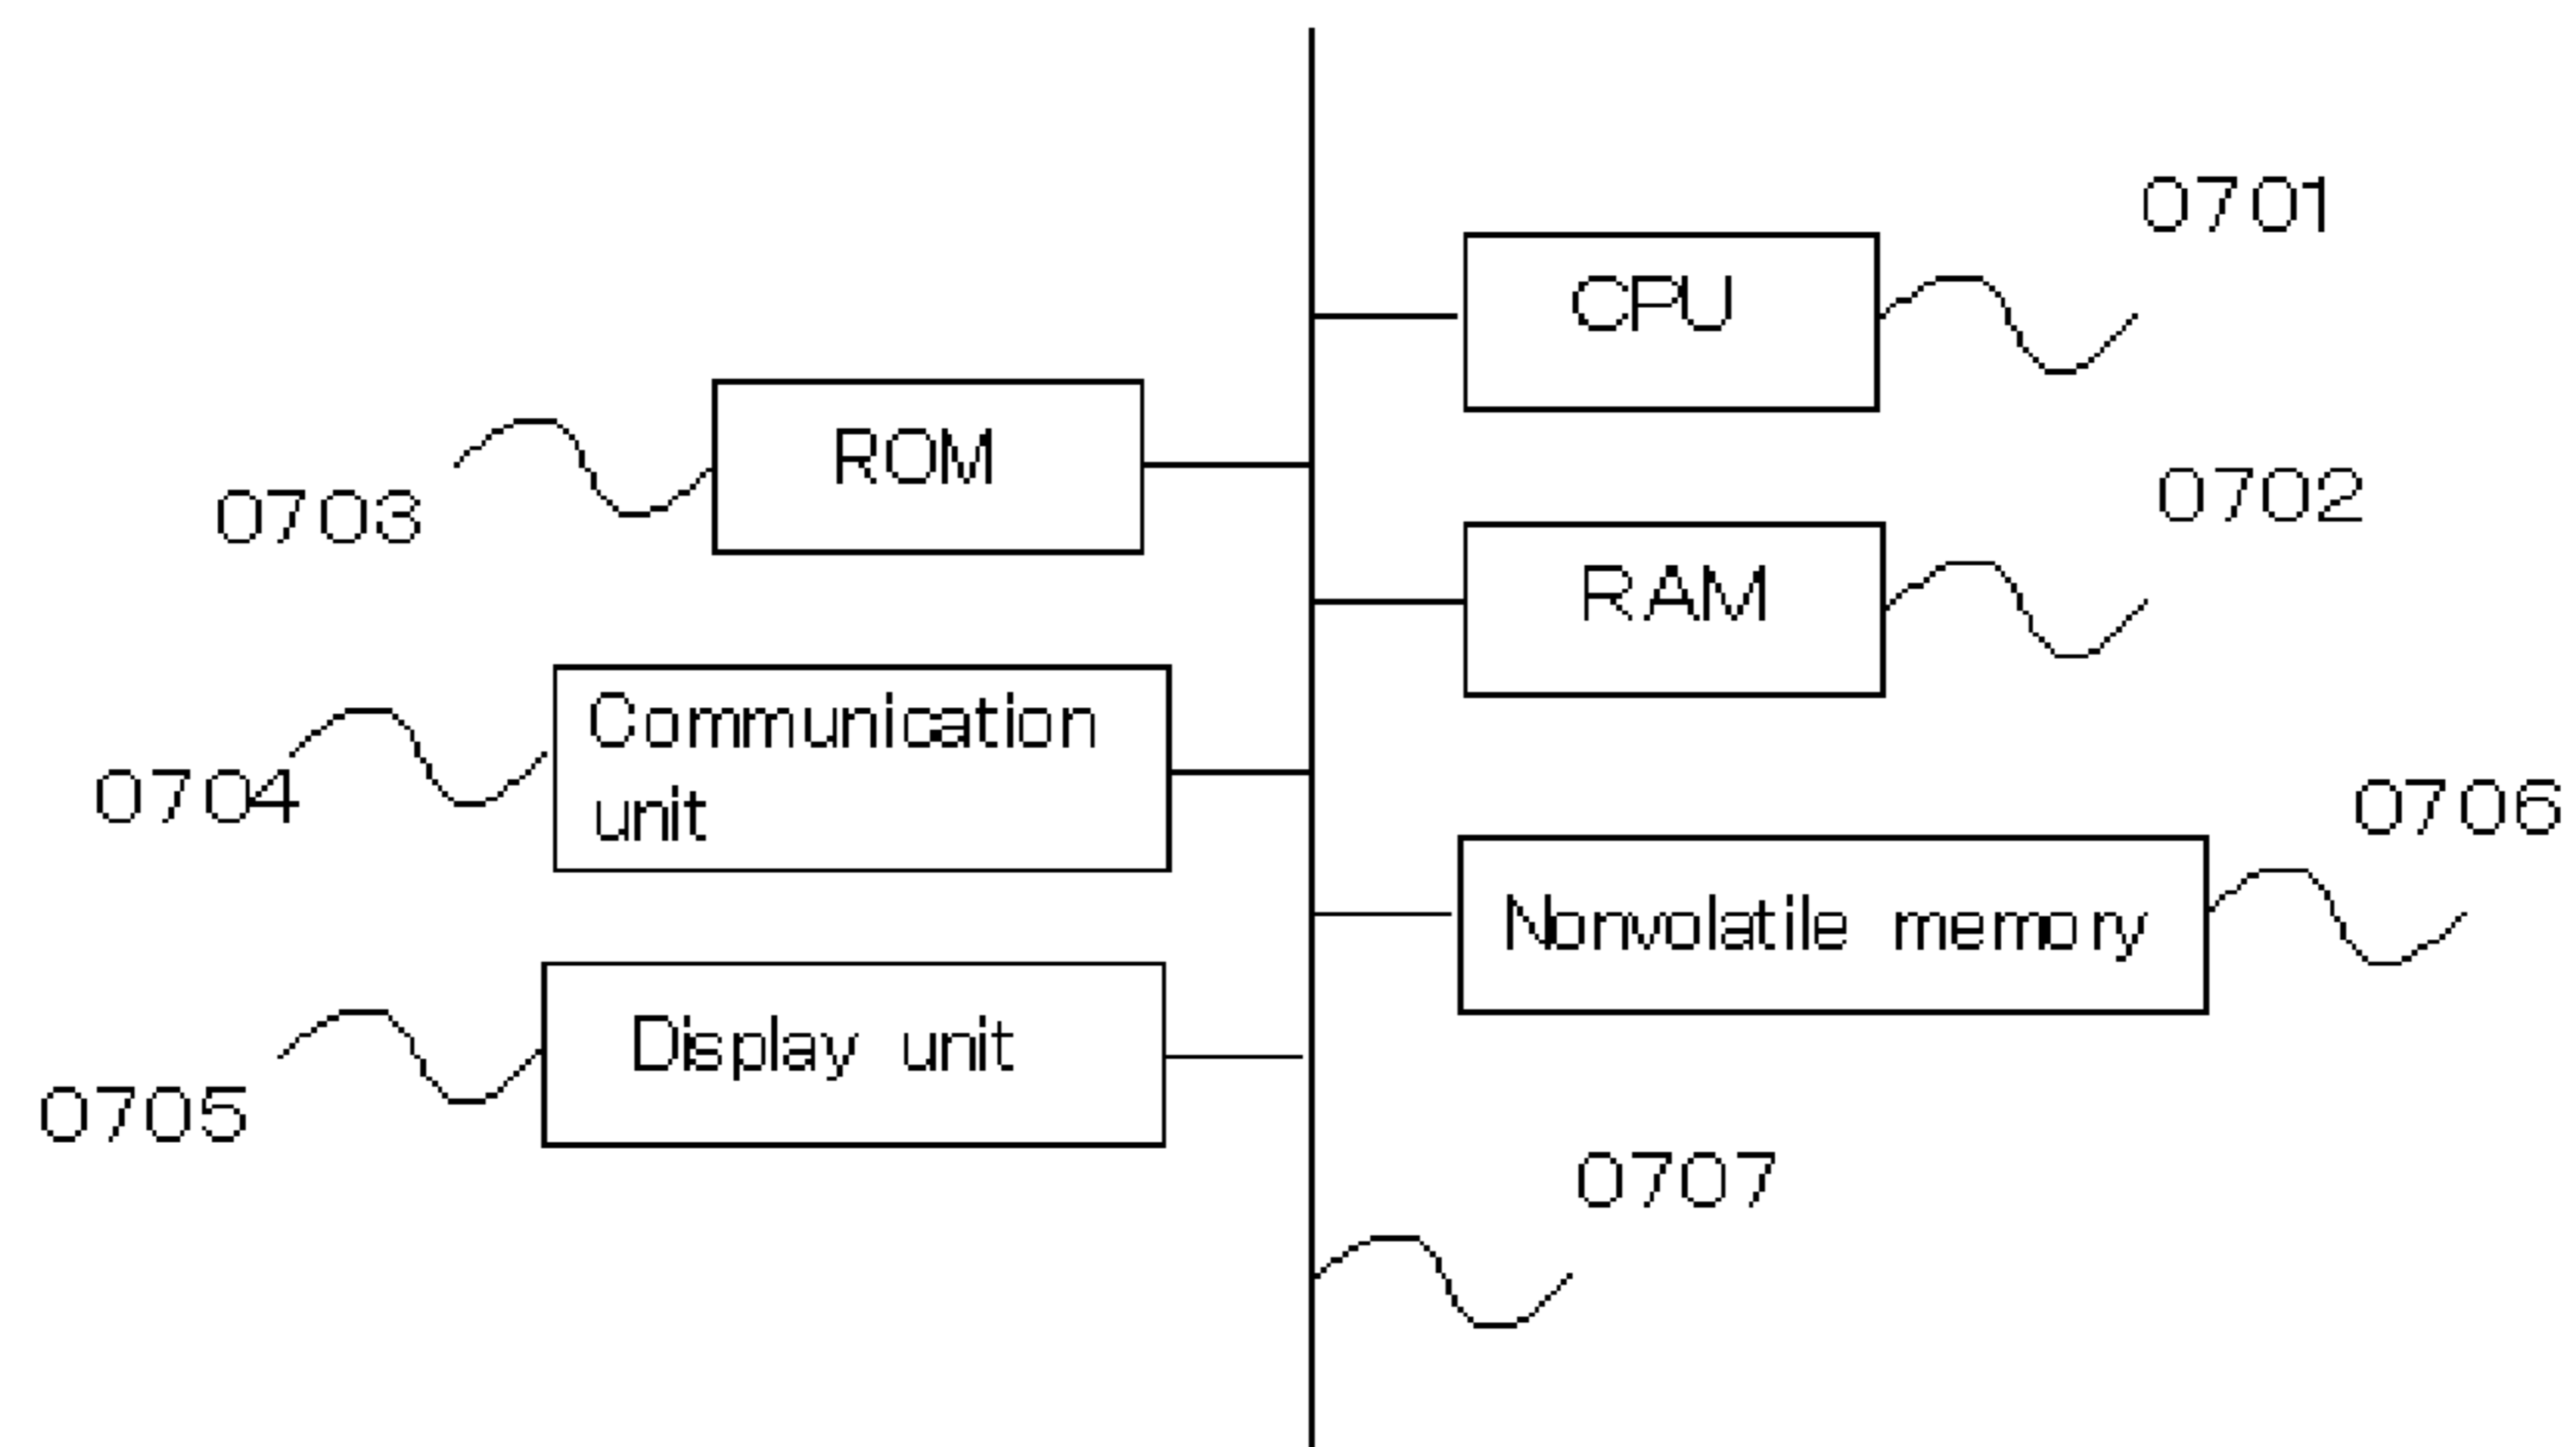 0701
CPU
ROM
0703
0702
RAM
Communication
unit
0704
0706
Nonvolatile memory
Display unit
0705
0707